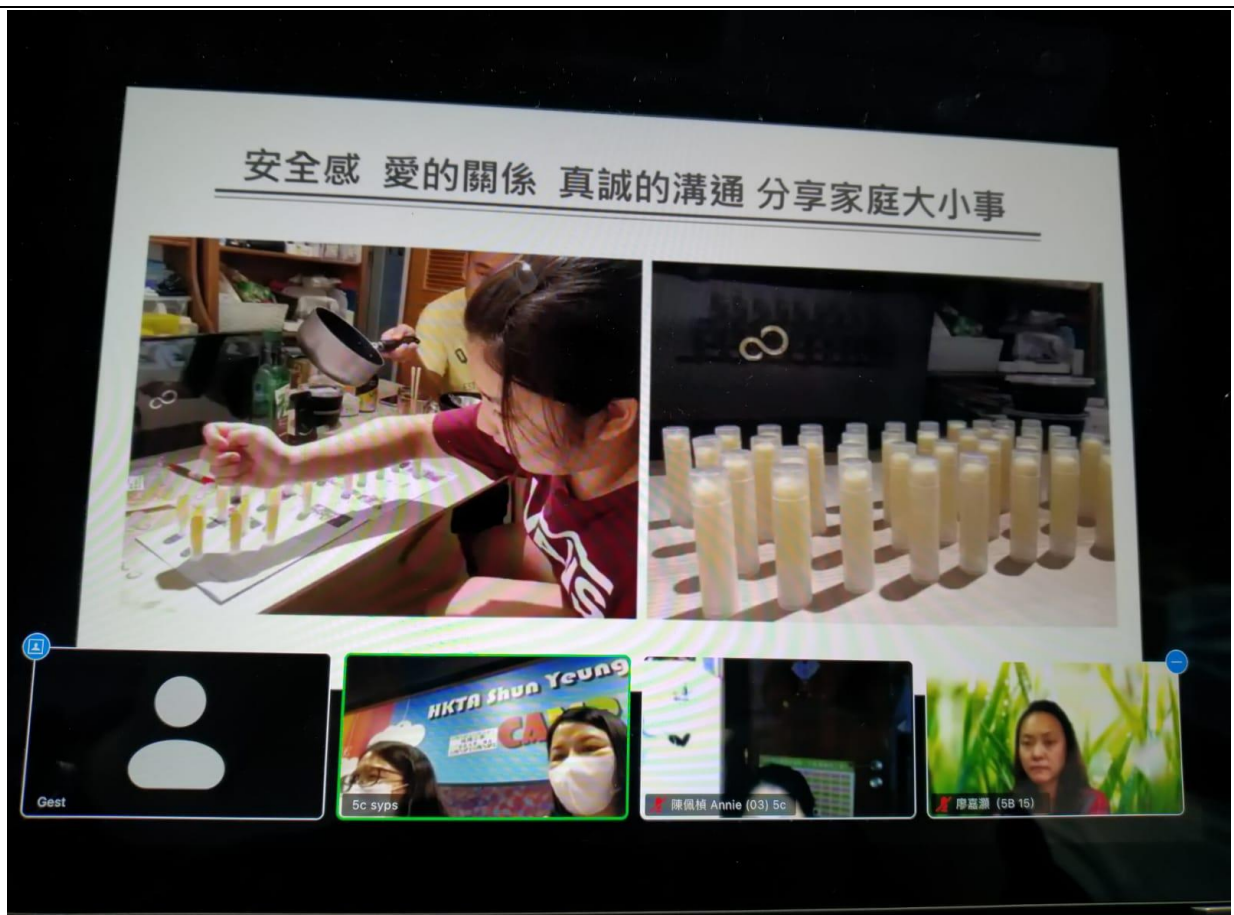 安全感 愛的關係 真誠的溝通 分享家庭大小事
Gest
HKTA Shun Yeung
5c syps
陳佩楨 Annie (03) 5c
廖嘉灝 (5B 15)